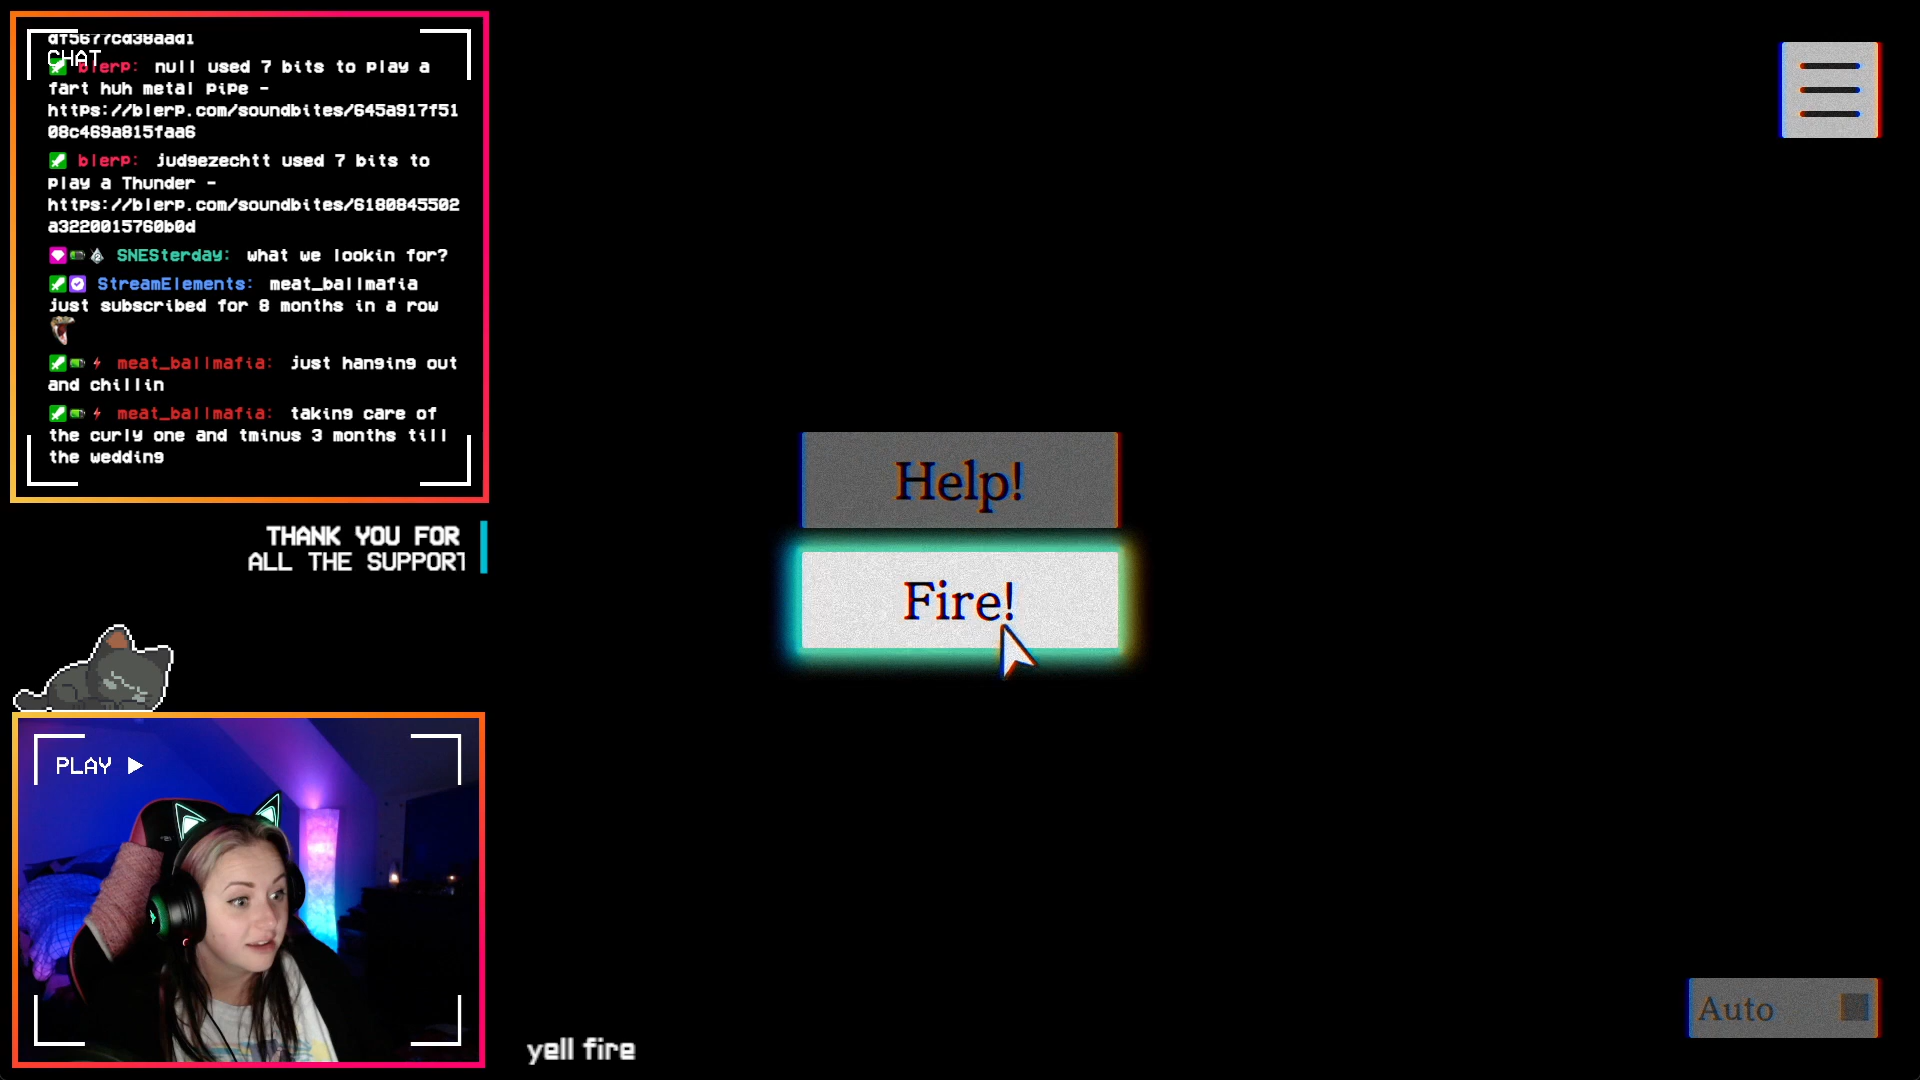 df5677cd38aad1
CHAT
blerp: null used 7 bits to play a
fart huh metal pipe -
https://blerp.com/soundbites/645a917f51
08c469a815faa6
blerp: judgezechtt used 7 bits to
play a Thunder -
https://blerp.com/soundbites/6180845502
a3220015760b0d
SNESterday: what we lookin for?
StreamElements: meat_ballmafia
just subscribed for 8 months in a row
meat_ballmafia: just hanging out
and chillin
meat_ballmafia: taking care of
the curly one and tminus 3 months till
the wedding
THANK YOU FOR
ALL THE SUPPORT
PLAY
Help!
Fire!
yell fire
Auto